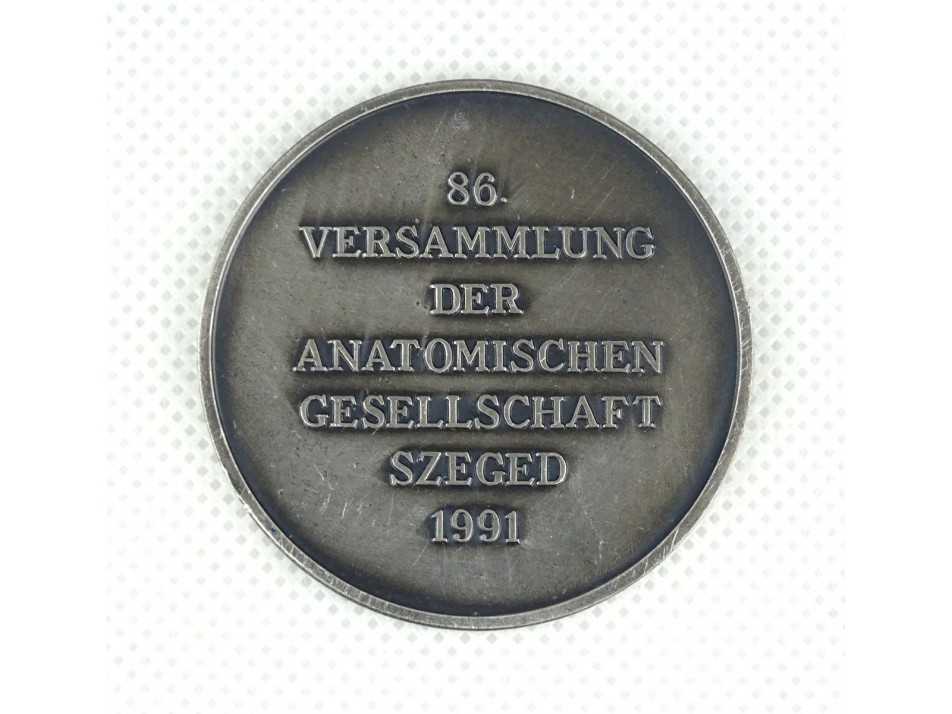 86.
VERSAMMLUNG
DER
ANATOMISCHEN
GESELLSCHAFT
SZEGED
1991